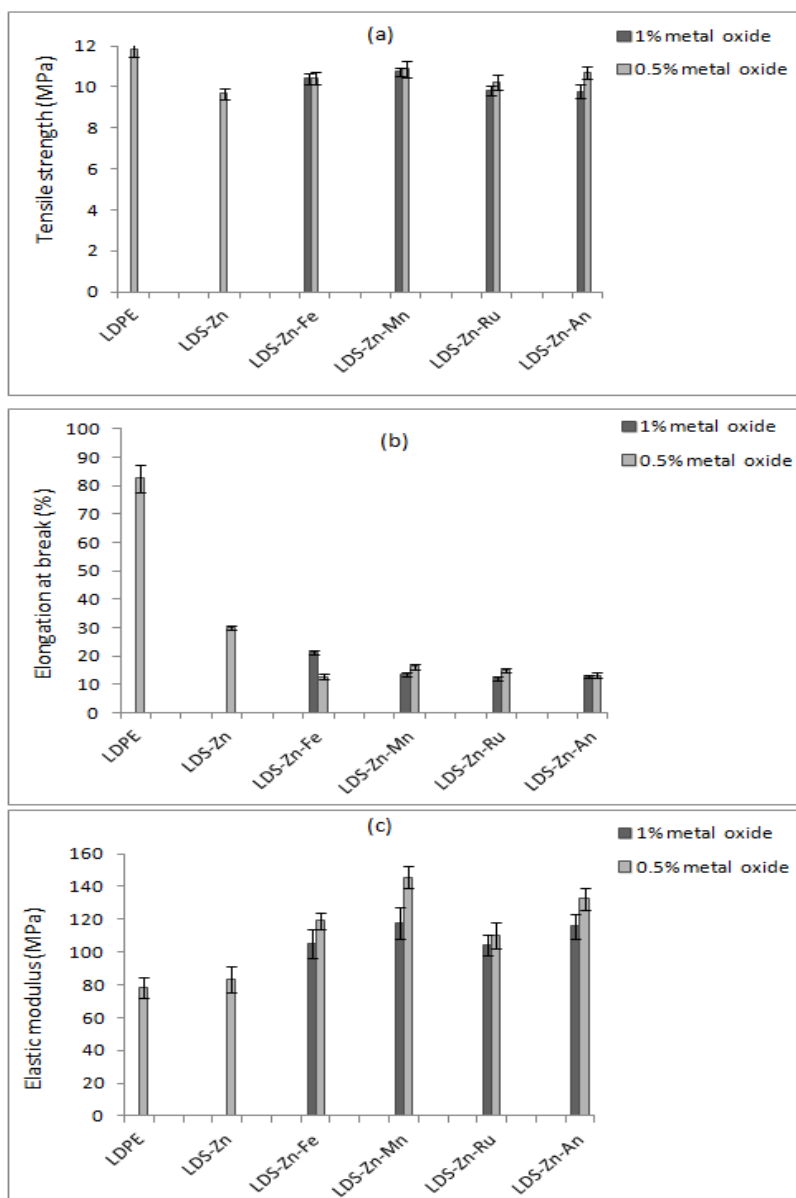 (a)
1% metal oxide
0.5% metal oxide
Tensile strength (MPa)
12
10
8
6
4
2
0
LDPE
LDS-Zn
LDS-Zn-Fe
LDS-Zn-Mn
LDS-Zn-Ru
LDS-Zn-An
(b)
1% metal oxide
0.5% metal oxide
Elongation at break (%)
100
90
80
70
60
50
40
30
20
10
0
LDPE
LDS-Zn
LDS-Zn-Fe
LDS-Zn-Mn
LDS-Zn-Ru
LDS-Zn-An
(c)
1% metal oxide
0.5% metal oxide
Elastic modulus (MPa)
160
140
120
100
80
60
40
20
0
LDPE
LDS-Zn
LDS-Zn-Fe
LDS-Zn-Mn
LDS-Zn-Ru
LDS-Zn-An